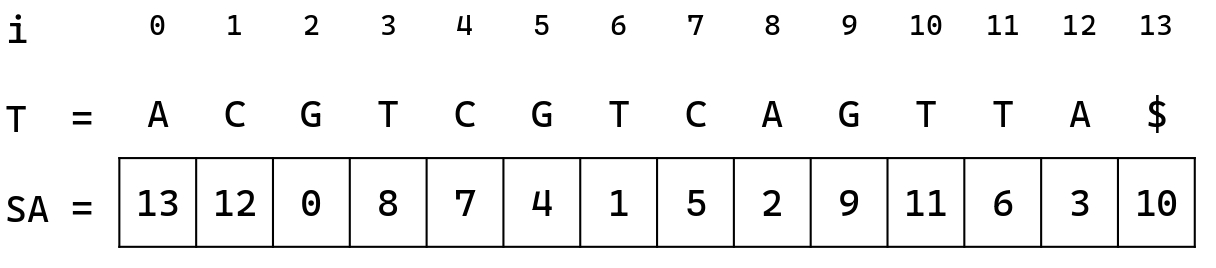 i 0 1 2 3 4 5 6 7 8 9 10 11 12 13
T = A C G T C G T C A G T T A $
SA = 13 12 0 8 7 4 1 5 2 9 11 6 3 10